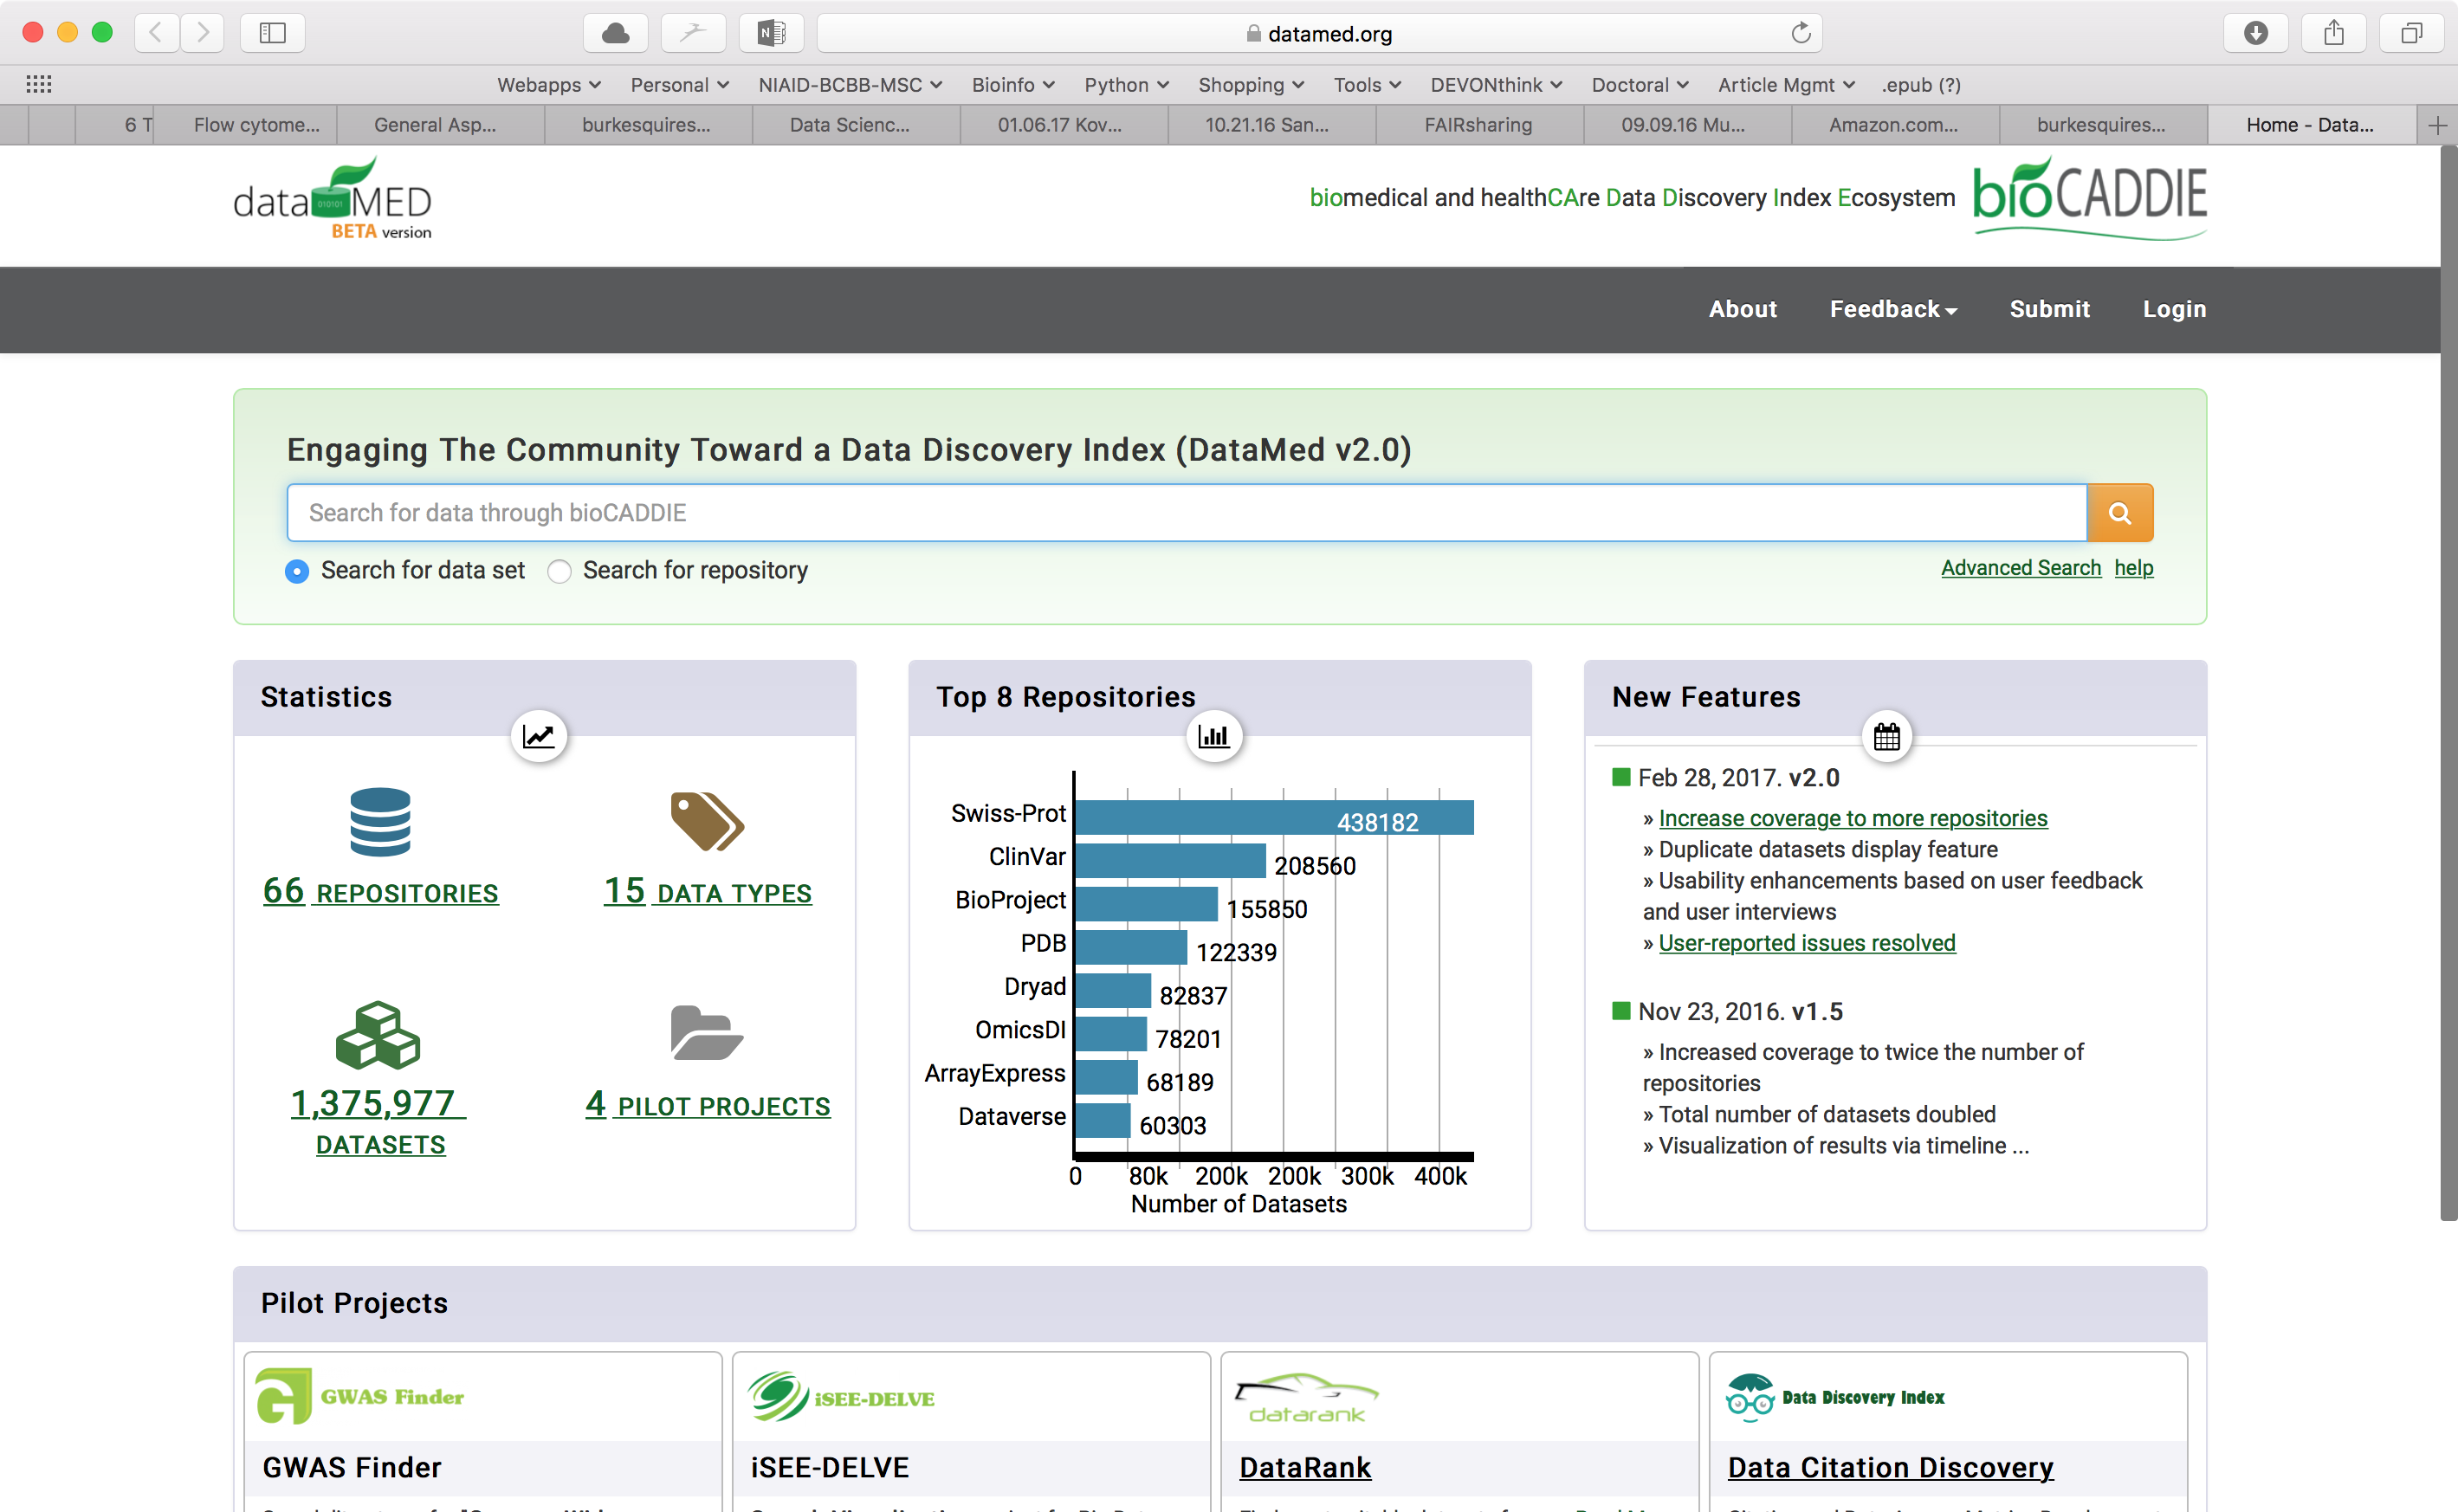 datamed.org
Webapps Personal NIAID-BCBB-MSC Bioinfo Python Shopping Tools DEVONthink Doctoral Article Mgmt .epub (?)
6 T Flow cytome... General Asp... burkesquires... Data Scienc... 01.06.17 Kov... 10.21.16 San... FAIRsharing 09.09.16 Mu... Amazon.com... burkesquires... Home - Data...
dataMED
010101
BETA version
biomedical and healthCAre Data Discovery Index Ecosystem
bioCADDIE
About Feedback Submit Login
Engaging The Community Toward a Data Discovery Index (DataMed v2.0)
Search for data through bioCADDIE
Search for data set Search for repository
Advanced Search help
Statistics
66 REPOSITORIES
15 DATA TYPES
1,375,977
DATASETS
4 PILOT PROJECTS
Top 8 Repositories
Swiss-Prot 438182
ClinVar 208560
BioProject 155850
PDB 122339
Dryad 82837
OmicsDI 78201
ArrayExpress 68189
Dataverse 60303
0 80k 200k 200k 300k 400k
Number of Datasets
New Features
Feb 28, 2017. v2.0
» Increase coverage to more repositories
» Duplicate datasets display feature
» Usability enhancements based on user feedback
and user interviews
» User-reported issues resolved
Nov 23, 2016. v1.5
» Increased coverage to twice the number of
repositories
» Total number of datasets doubled
» Visualization of results via timeline ...
Pilot Projects
GWAS Finder
GWAS Finder
iSEE-DELVE
iSEE-DELVE
datarank
DataRank
Data Discovery Index
Data Citation Discovery